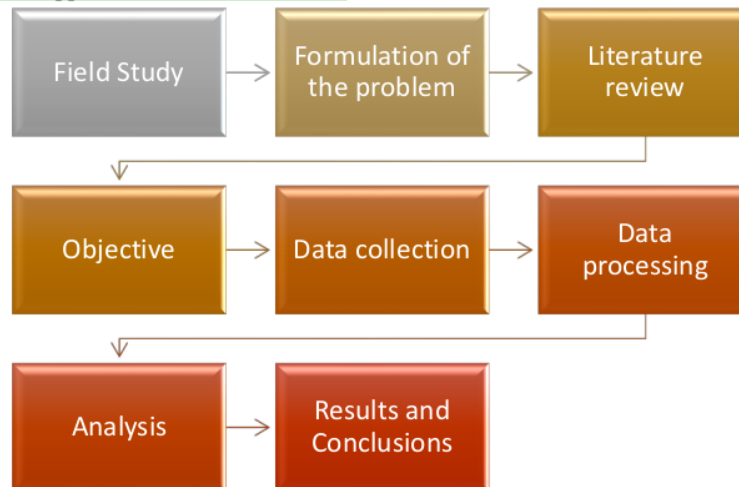 Field Study
Formulation of
the problem
Literature
review
Objective
Data collection
Data
processing
Analysis
Results and
Conclusions